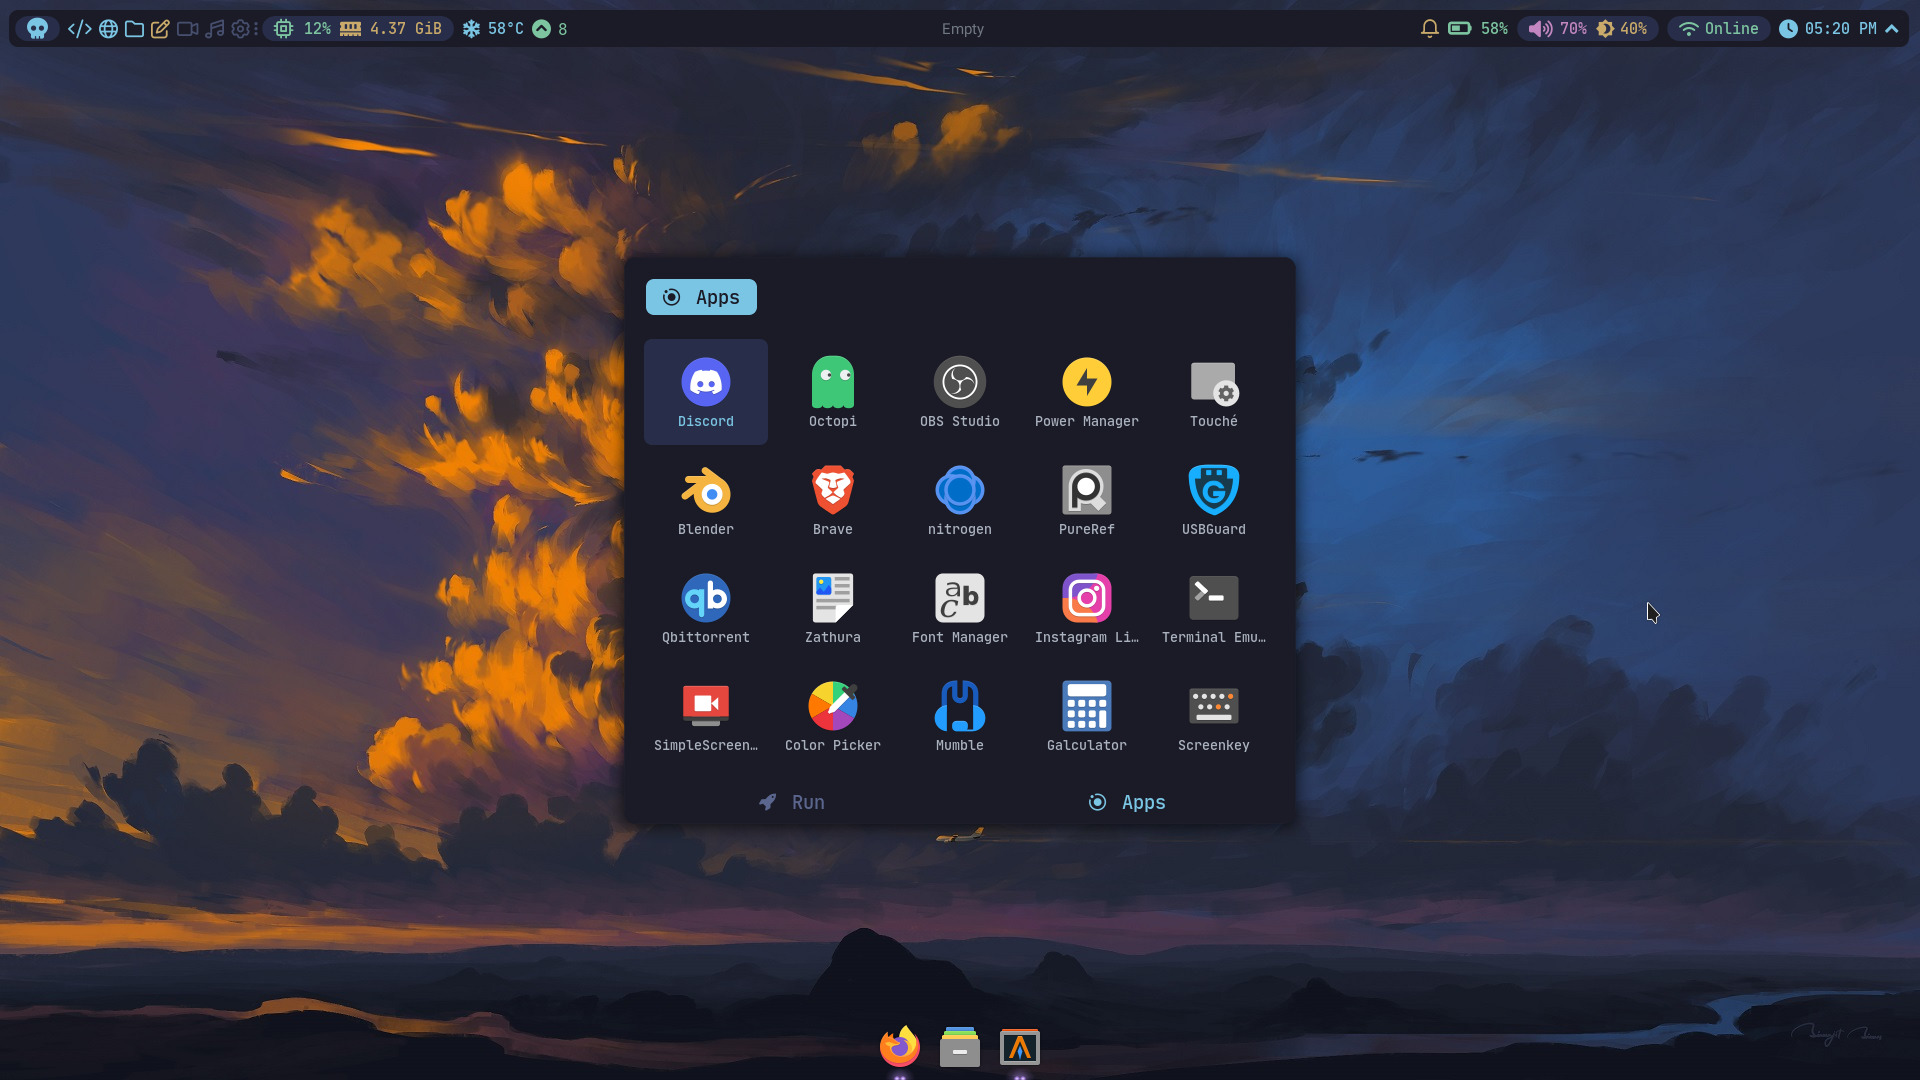 12% 4.37 GiB 58°C 8 Empty 58% 70% 40% Online 05:20 PM
Apps
Discord Octopi OBS Studio Power Manager Touché
Blender Brave nitrogen PureRef USBGuard
Qbittorrent Zathura Font Manager Instagram Li… Terminal Emu…
SimpleScreen… Color Picker Mumble Galculator Screenkey
Run Apps